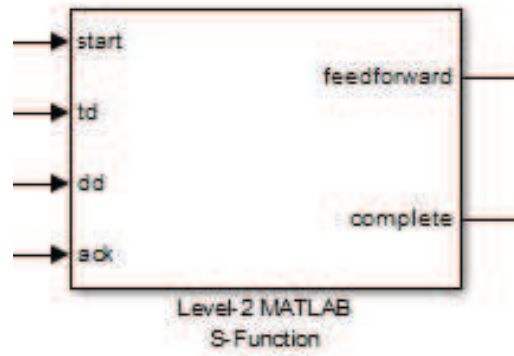 start
feedforward
td
dd
complete
ack
Level-2 MATLAB
S-Function